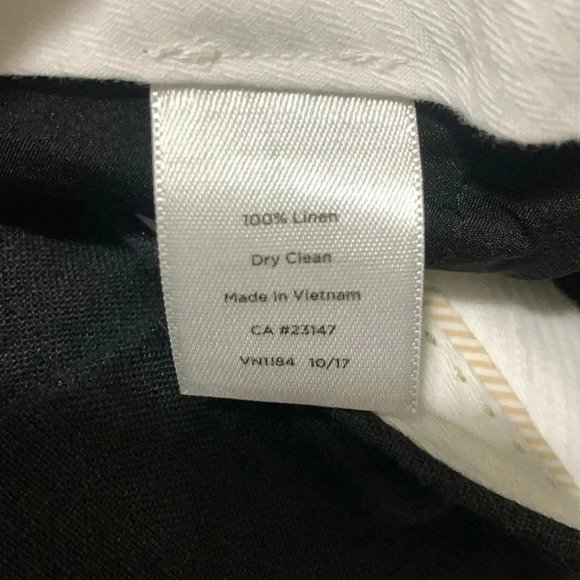 100% Linen
Dry Clean
Made in Vietnam
CA #23147
VN1184 10/17